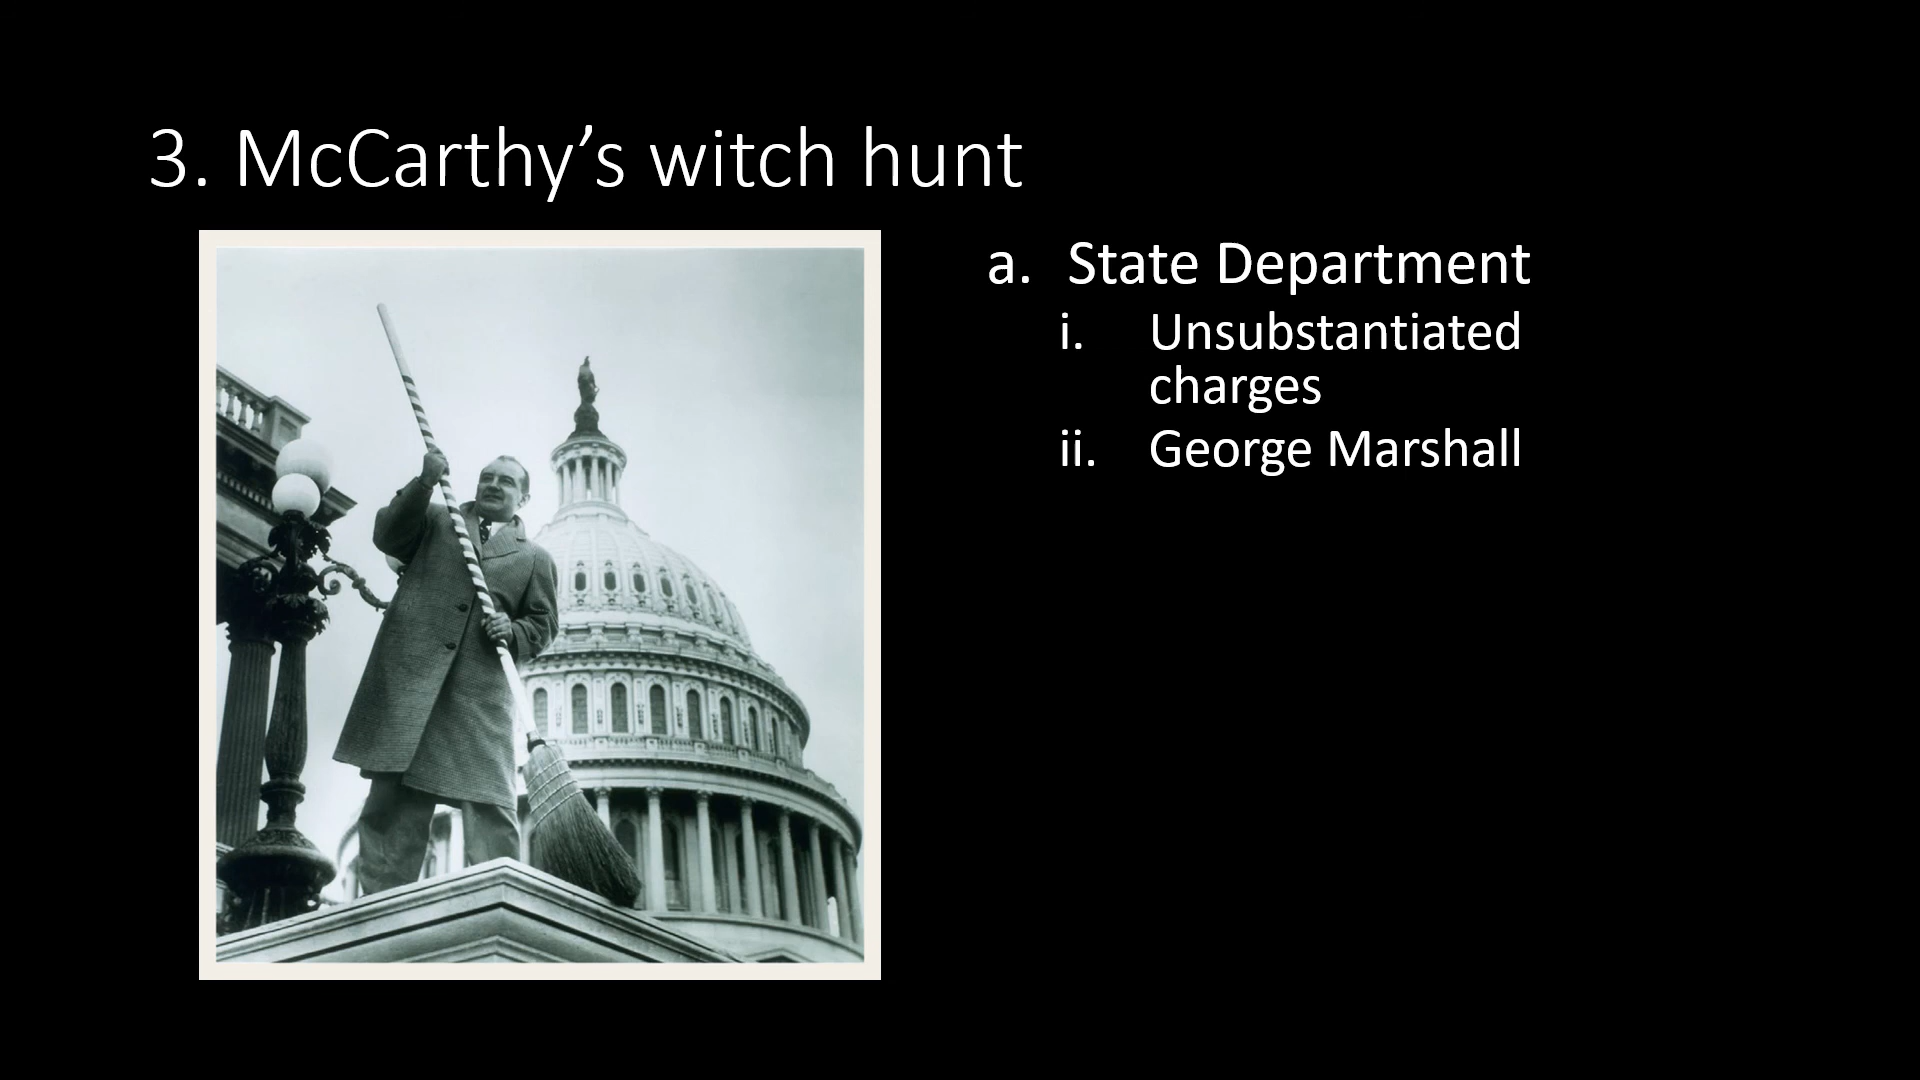 3. McCarthy’s witch hunt
a. State Department
i. Unsubstantiated
charges
ii. George Marshall